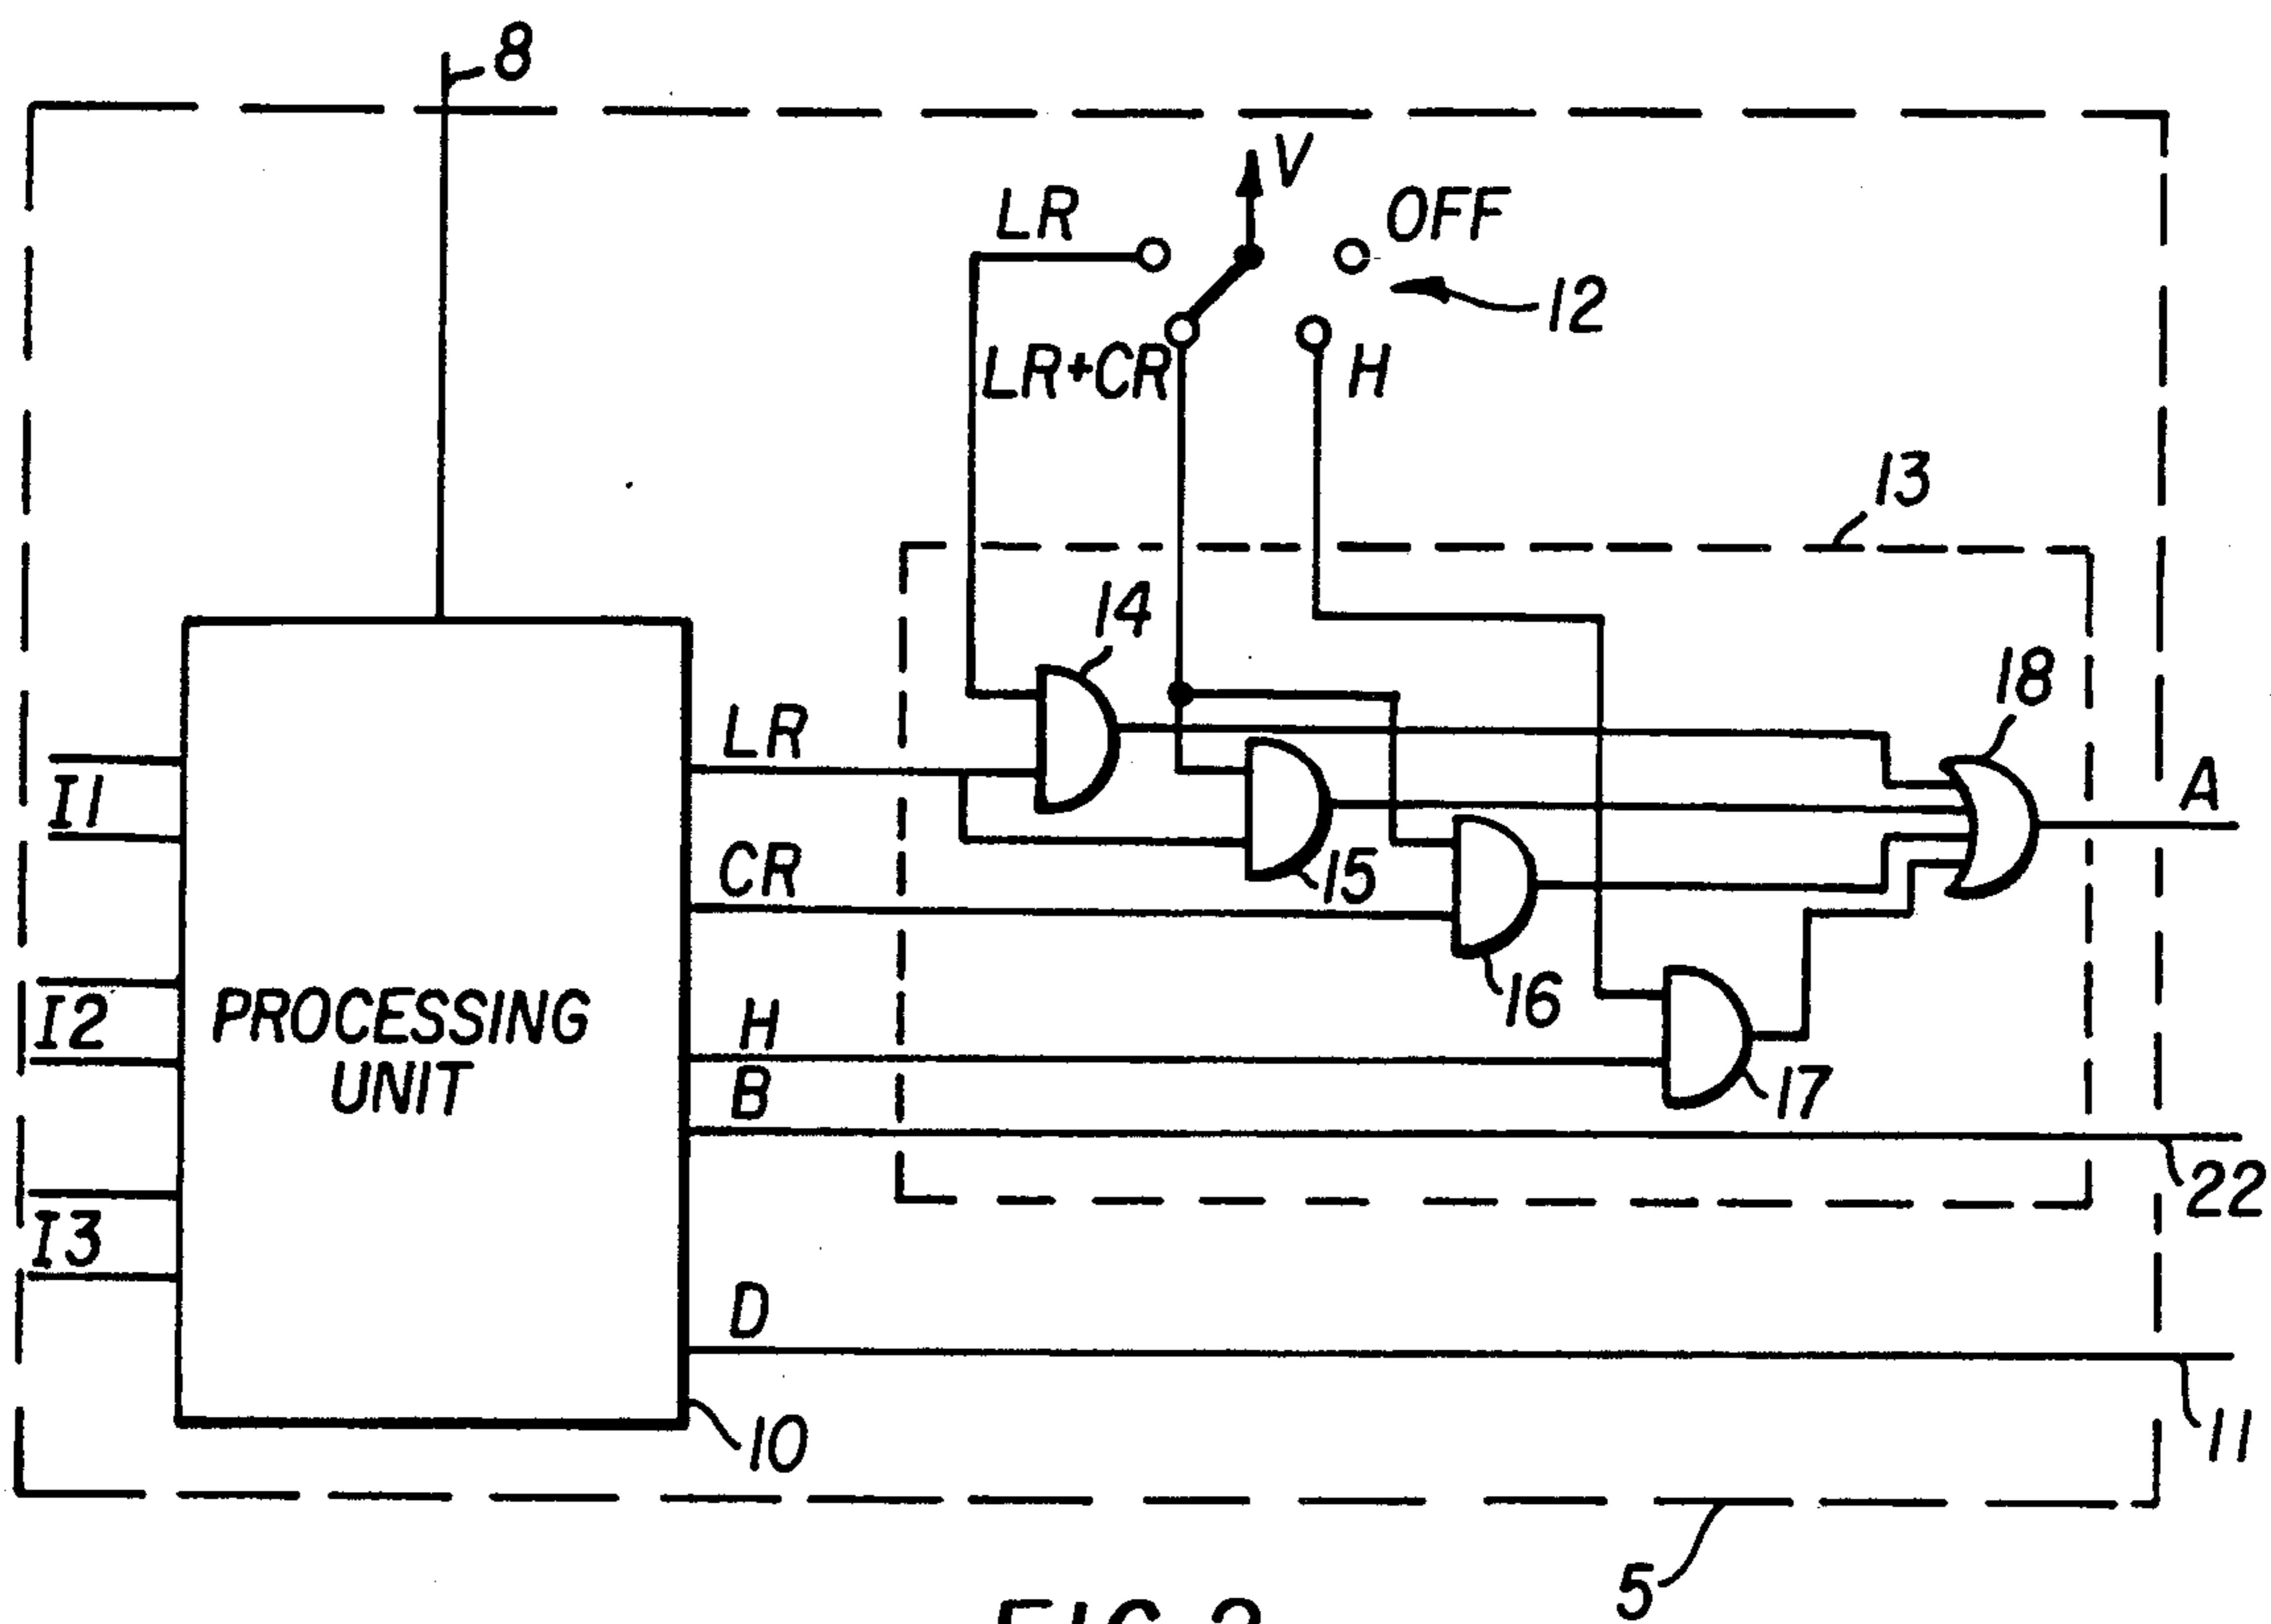 8
V
LR
OFF
12
LR+CR
H
13
14
18
LR
I1
A
CR
15
16
I2
PROCESSING
UNIT
H
B
17
22
I3
D
10
11
5